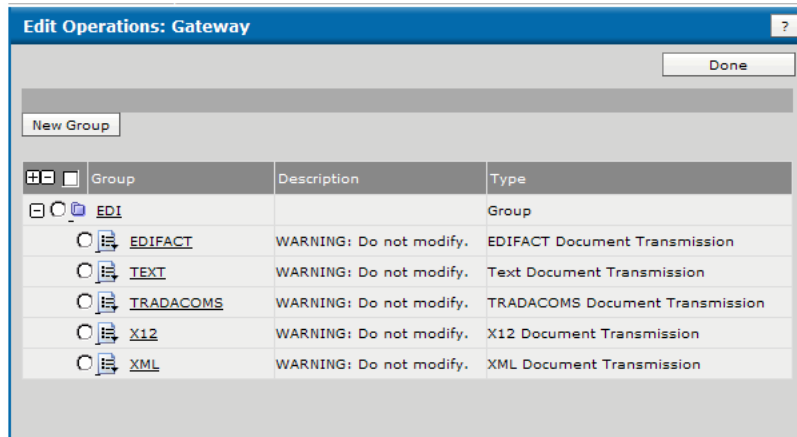 Edit Operations: Gateway ?
Done
New Group
Group Description Type
EDI Group
EDIFACT WARNING: Do not modify. EDIFACT Document Transmission
TEXT WARNING: Do not modify. Text Document Transmission
TRADACOMS WARNING: Do not modify. TRADACOMS Document Transmission
X12 WARNING: Do not modify. X12 Document Transmission
XML WARNING: Do not modify. XML Document Transmission